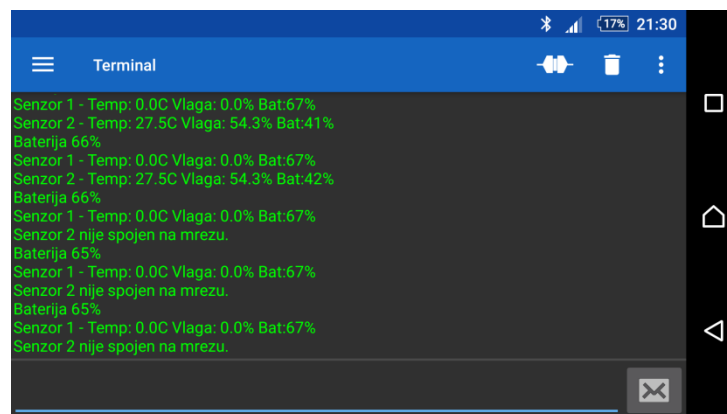 17% 21:30
Terminal
Senzor 1 - Temp: 0.0C Vlaga: 0.0% Bat:67%
Senzor 2 - Temp: 27.5C Vlaga: 54.3% Bat:41%
Baterija 66%
Senzor 1 - Temp: 0.0C Vlaga: 0.0% Bat:67%
Senzor 2 - Temp: 27.5C Vlaga: 54.3% Bat:42%
Baterija 66%
Senzor 1 - Temp: 0.0C Vlaga: 0.0% Bat:67%
Senzor 2 nije spojen na mrezu.
Baterija 65%
Senzor 1 - Temp: 0.0C Vlaga: 0.0% Bat:67%
Senzor 2 nije spojen na mrezu.
Baterija 65%
Senzor 1 - Temp: 0.0C Vlaga: 0.0% Bat:67%
Senzor 2 nije spojen na mrezu.